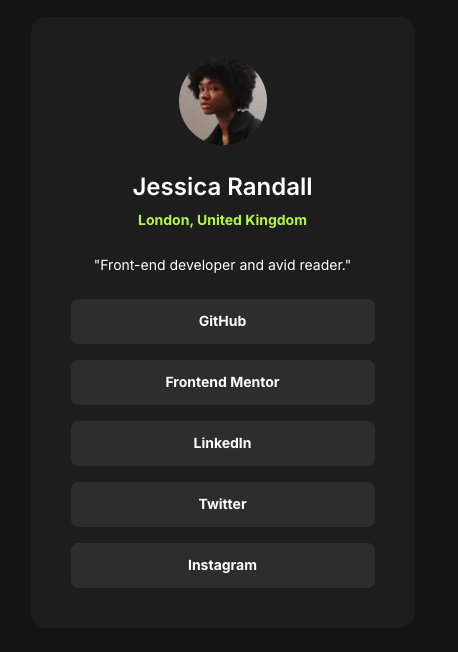 Jessica Randall
London, United Kingdom
"Front-end developer and avid reader."
GitHub
Frontend Mentor
LinkedIn
Twitter
Instagram